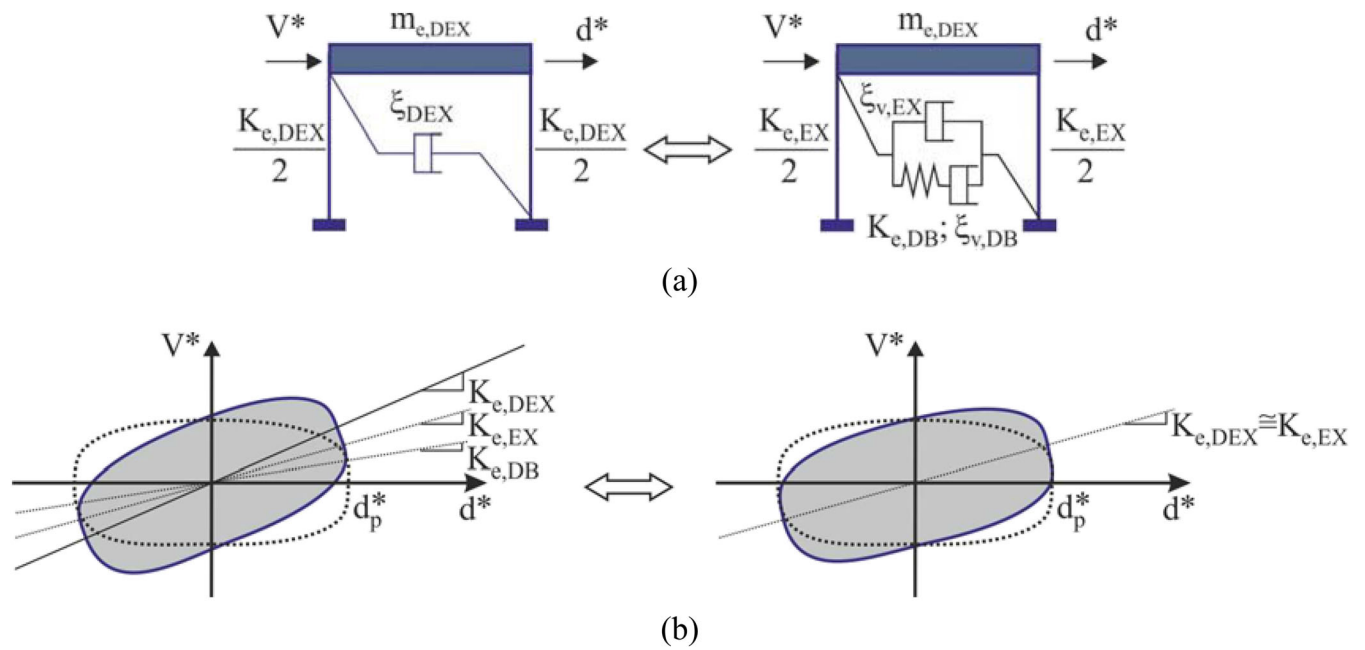 V* m_e,DEX d*
ξ_DEX
K_e,DEX K_e,DEX
2 2
V* m_e,DEX d*
ξ_v,EX
K_e,EX K_e,EX
2 2
K_e,DB; ξ_v,DB
(a)
V*
K_e,DEX
K_e,EX
K_e,DB
d*_p d*
V*
K_e,DEX≅K_e,EX
d*_p d*
(b)